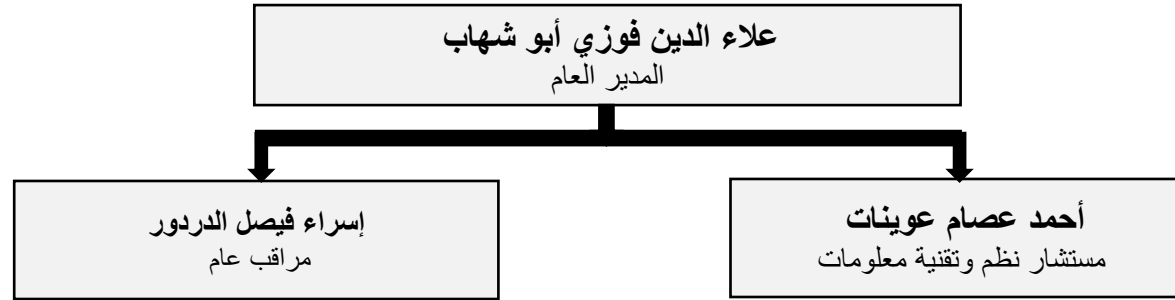 علاء الدين فوزي أبو شهاب
المدير العام
أحمد عصام عوينات
مستشار نظم وتقنية معلومات
إسراء فيصل الدردور
مراقب عام